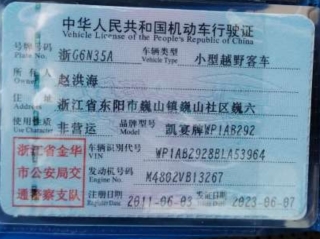 中华人民共和国机动车行驶证
Vehicle License of the People's Republic of China
号牌号码 浙G6N35A 车辆类型 小型越野客车
Plate No. Vehicle Type
所有人 赵洪海
Owner
住址 浙江省东阳市巍山镇巍山社区巍六
Address
使用性质 非营运 品牌型号 凯宴牌WP1AB292
Use Character Model
浙江省金华市公安局交通警察支队
车辆识别代号 WP1AB2928BLA53964
VIN
发动机号码 M4802VB13267
Engine No.
注册日期 2011-06-03 发证日期 2023-06-07
Register Date Issue Date